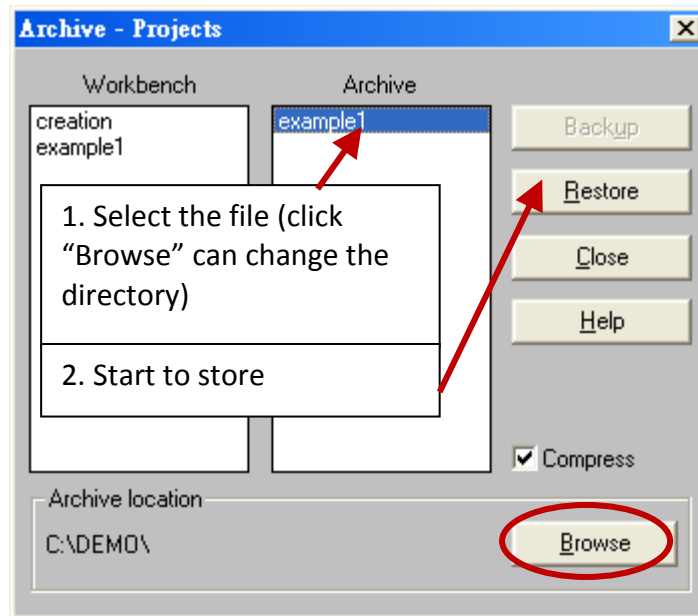 Archive - Projects
Workbench
Archive
creation
example1
example1
1. Select the file (click
“Browse” can change the
directory)
2. Start to store
Backup
Restore
Close
Help
Compress
Archive location
C:\DEMO\
Browse